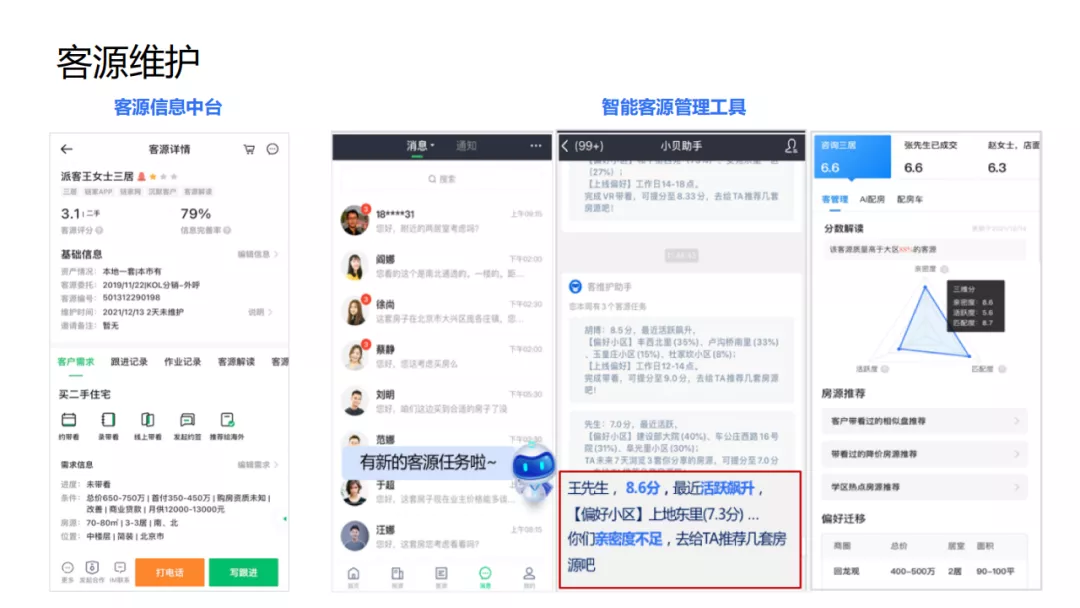 客源维护
客源信息中台
智能客源管理工具
客源详情
派客王女士三居
三居 链家APP 链家网 沉默客户 客源解读
3.1 二手
79%
客源评分
信息完善率
基础信息
编辑信息
资产情况: 本地一套|本市有
客源委托: 2019/11/22|KOL分销-外呼
客源编号: 501312290198
维护时间: 2021/12/13 2天未维护
说明
邀请备注: 暂无
客户需求 跟进记录 作业记录 客源解读 客源
买二手住宅
约带看 录带看 线上带看 发起约签 推荐给海外
需求信息
编辑需求
进度: 未带看
条件: 总价650-750万 | 首付350-450万 | 购房资质未知 |
改善 | 商业贷款 | 月供12000-13000元
房源: 70-80㎡ | 3-3居 | 南、北
位置: 中楼层 | 简装 | 北京市
更多 发起合作 IM联系
打电话
写跟进
消息 通知
搜索
18****31
上午09:15
您好，附近的两居室考虑吗?
阎娜
下午02:00
您看的这个是南北通透的，一楼的，距...
徐尚
下午02:30
这套房子在北京市大兴区庞各庄镇，您...
蔡静
下午03:00
您好，您这考虑买房么
刘明
下午05:30
您好，咱们这边买到合适的房子了没
范娜
有新的客源任务啦~
于超
您好，这套房子现在业主价格能多谈...
汪娜
上午09:15
您好，这套房您考虑看看吗?
消息
(99+)
小贝助手
（27%）；
【上线偏好】工作日14-18点。
完成VR带看，可提分至8.33分，去给TA推荐几套房
源吧！
客维护助手
您本周有3个客源任务
胡博：8.5分，最近活跃飙升，
【偏好小区】丰西北里（35%）、卢沟桥南里（33%）
、玉皇庄小区（15%）、杜家坎小区（8%）；
【上线偏好】工作日12-14点。
完成带看，可提分至9.0分，去给TA推荐几套房源
吧！
先生：7.0分，最近活跃，
【偏好小区】建设部大院（40%）、车公庄西路16号
院（31%）、阜光里小区（30%）；
TA未来7天浏览3套你分享的房源，可提分至7.0分
王先生， 8.6分，最近活跃飙升，
【偏好小区】上地东里(7.3分) ...
你们亲密度不足，去给TA推荐几套房
源吧
咨询三居
6.6
张先生已成交
6.6
赵女士，店面
6.3
客管理 AI配房 配房车
分数解读
更新于2021/12/14
该客源质量高于大区88%的客源
亲密度
三维分
亲密度: 6.6
活跃度: 5.6
匹配度: 8.7
活跃度
匹配度
房源推荐
客户带看过的相似盘推荐
带看过的降价房源推荐
学区热点房源推荐
偏好迁移
商圈 总价 居室 面积
回龙观 400-500万 2居 90-100平